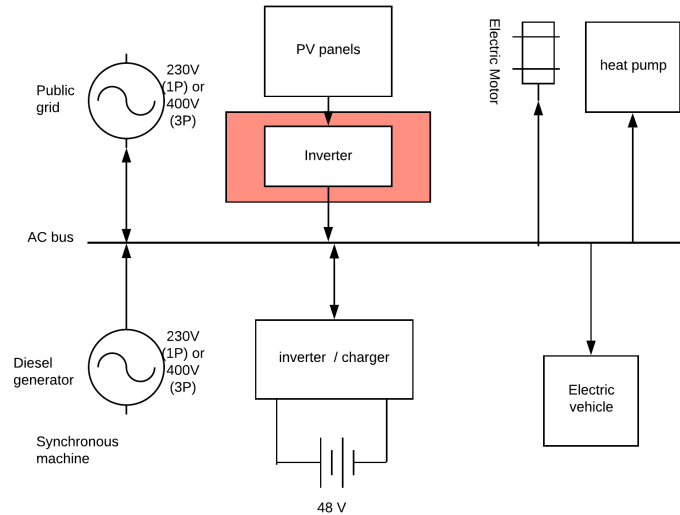 PV panels
Electric Motor
heat pump
Public
grid
230V
(1P) or
400V
(3P)
Inverter
AC bus
Diesel
generator
230V
(1P) or
400V
(3P)
inverter / charger
Electric
vehicle
Synchronous
machine
48 V